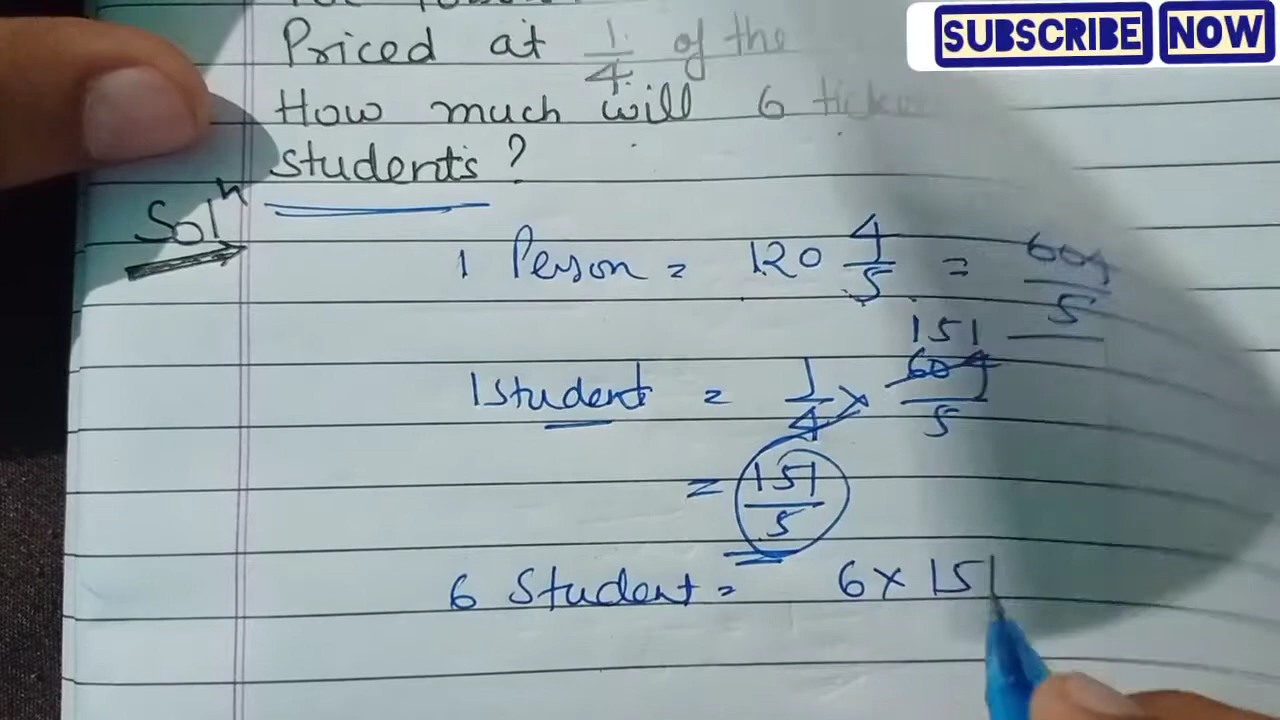 SUBSCRIBE NOW
Priced at 1/4 of the
How much will 6
students?
Solⁿ
1 Person = 120 4/5 = 604/5
151
1 Student = 1/4 × 604/5
= 151/5
6 Student = 6 × 151